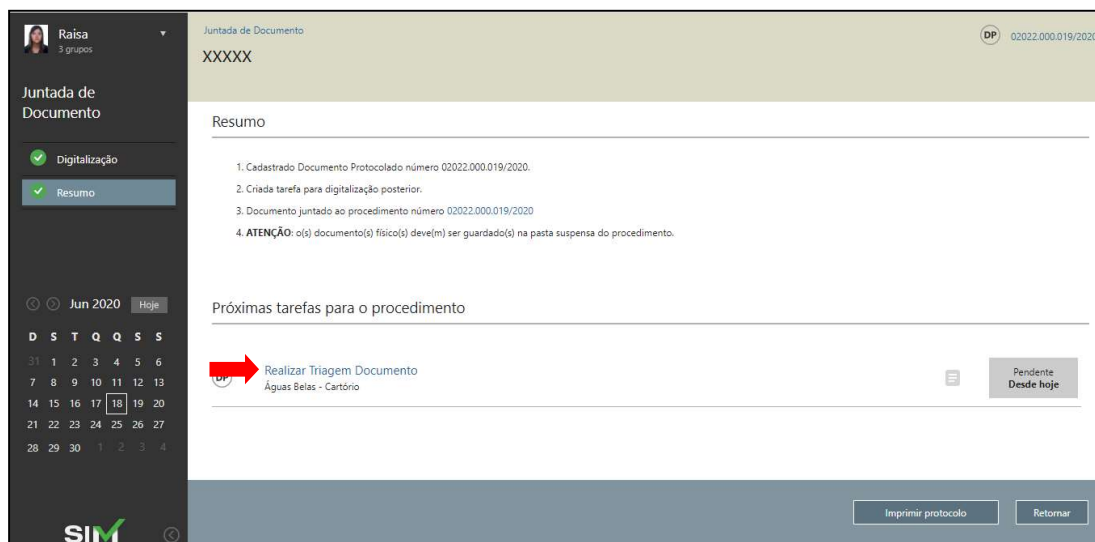 Raisa
3 grupos
Juntada de
Documento
Digitalização
Resumo
Jun 2020 Hoje
D S T Q Q S S
31 1 2 3 4 5 6
7 8 9 10 11 12 13
14 15 16 17 18 19 20
21 22 23 24 25 26 27
28 29 30 1 2 3 4
SIM
Juntada de Documento
XXXXX
DP 02022.000.019/2020
Resumo
1. Cadastrado Documento Protocolado número 02022.000.019/2020.
2. Criada tarefa para digitalização posterior.
3. Documento juntado ao procedimento número 02022.000.019/2020
4. ATENÇÃO: o(s) documento(s) físico(s) deve(m) ser guardado(s) na pasta suspensa do procedimento.
Próximas tarefas para o procedimento
DP Realizar Triagem Documento
Águas Belas - Cartório
Pendente
Desde hoje
Imprimir protocolo Retornar